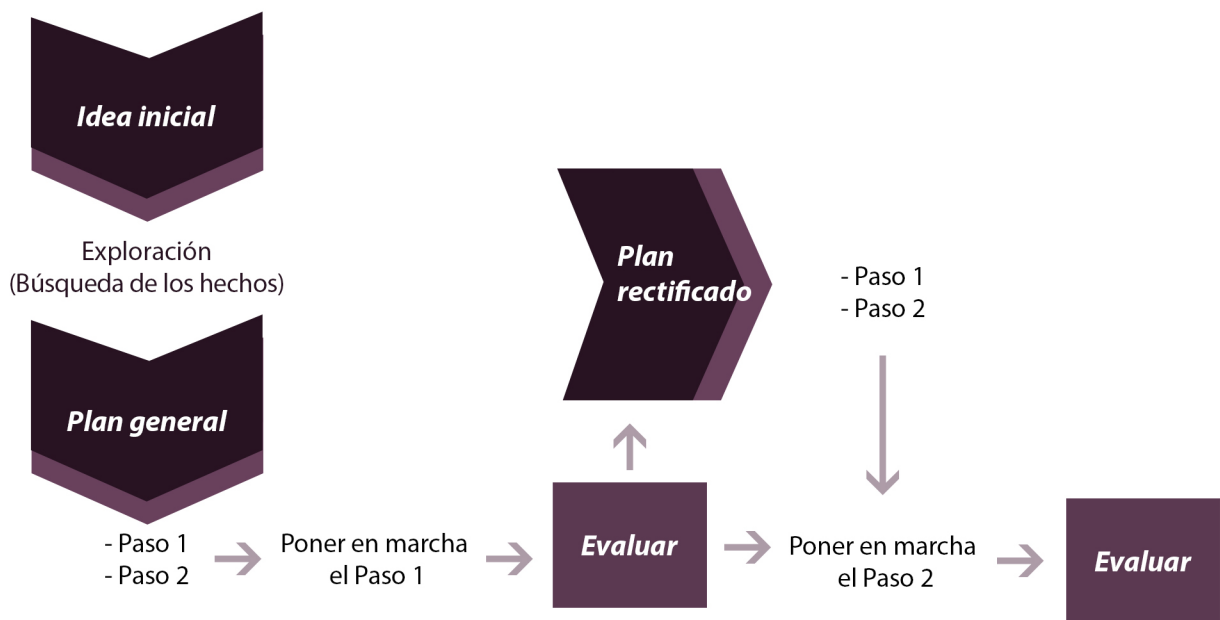 Idea inicial
Exploración
(Búsqueda de los hechos)
Plan general
- Paso 1
- Paso 2
Poner en marcha
el Paso 1
Evaluar
Plan
rectificado
- Paso 1
- Paso 2
Poner en marcha
el Paso 2
Evaluar